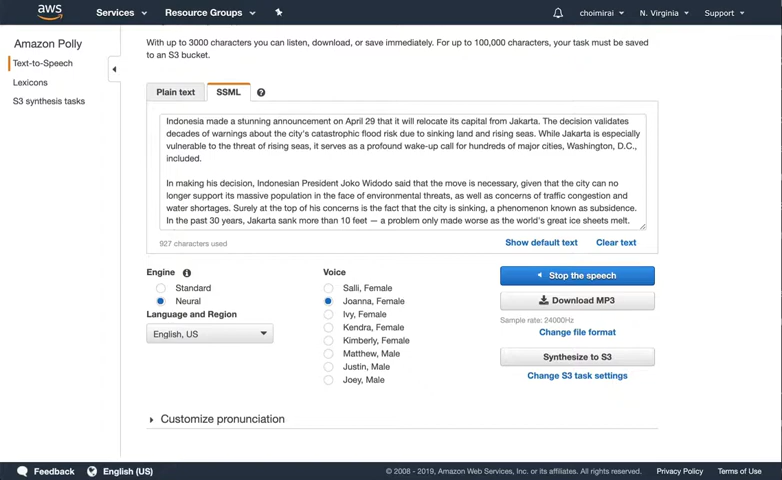 aws
Services
Resource Groups
choimirai
N. Virginia
Support
Amazon Polly
Text-to-Speech
Lexicons
S3 synthesis tasks
With up to 3000 characters you can listen, download, or save immediately. For up to 100,000 characters, your task must be saved
to an S3 bucket.
Plain text
SSML
Indonesia made a stunning announcement on April 29 that it will relocate its capital from Jakarta. The decision validates
decades of warnings about the city's catastrophic flood risk due to sinking land and rising seas. While Jakarta is especially
vulnerable to the threat of rising seas, it serves as a profound wake-up call for hundreds of major cities, Washington, D.C.,
included.
In making his decision, Indonesian President Joko Widodo said that the move is necessary, given that the city can no
longer support its massive population in the face of environmental threats, as well as concerns of traffic congestion and
water shortages. Surely at the top of his concerns is the fact that the city is sinking, a phenomenon known as subsidence.
In the past 30 years, Jakarta sank more than 10 feet — a problem only made worse as the world's great ice sheets melt.
927 characters used
Show default text
Clear text
Engine
Standard
Neural
Language and Region
English, US
Voice
Salli, Female
Joanna, Female
Ivy, Female
Kendra, Female
Kimberly, Female
Matthew, Male
Justin, Male
Joey, Male
Stop the speech
Download MP3
Sample rate: 24000Hz
Change file format
Synthesize to S3
Change S3 task settings
Customize pronunciation
Feedback
English (US)
© 2008 - 2019, Amazon Web Services, Inc. or its affiliates. All rights reserved.
Privacy Policy
Terms of Use